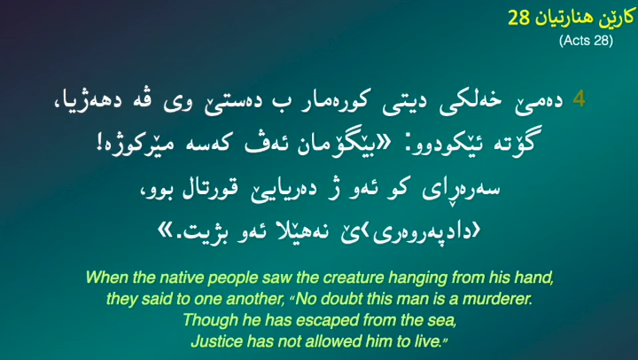 کارێن هنارتیان 28
(Acts 28)
4 دەمێ خەلکی دیتی کورەمار ب دەستێ وی ڤە دهەژیا،
گۆتە ئێکودوو: «بێگۆمان ئەڤ کەسە مێرکوژە!
سەرەڕای کو ئەو ژ دەریایێ قورتال بوو،
‹دادپەروەری›ێ نەهێلا ئەو بژیت.»
When the native people saw the creature hanging from his hand,
they said to one another, “No doubt this man is a murderer.
Though he has escaped from the sea,
Justice has not allowed him to live.”